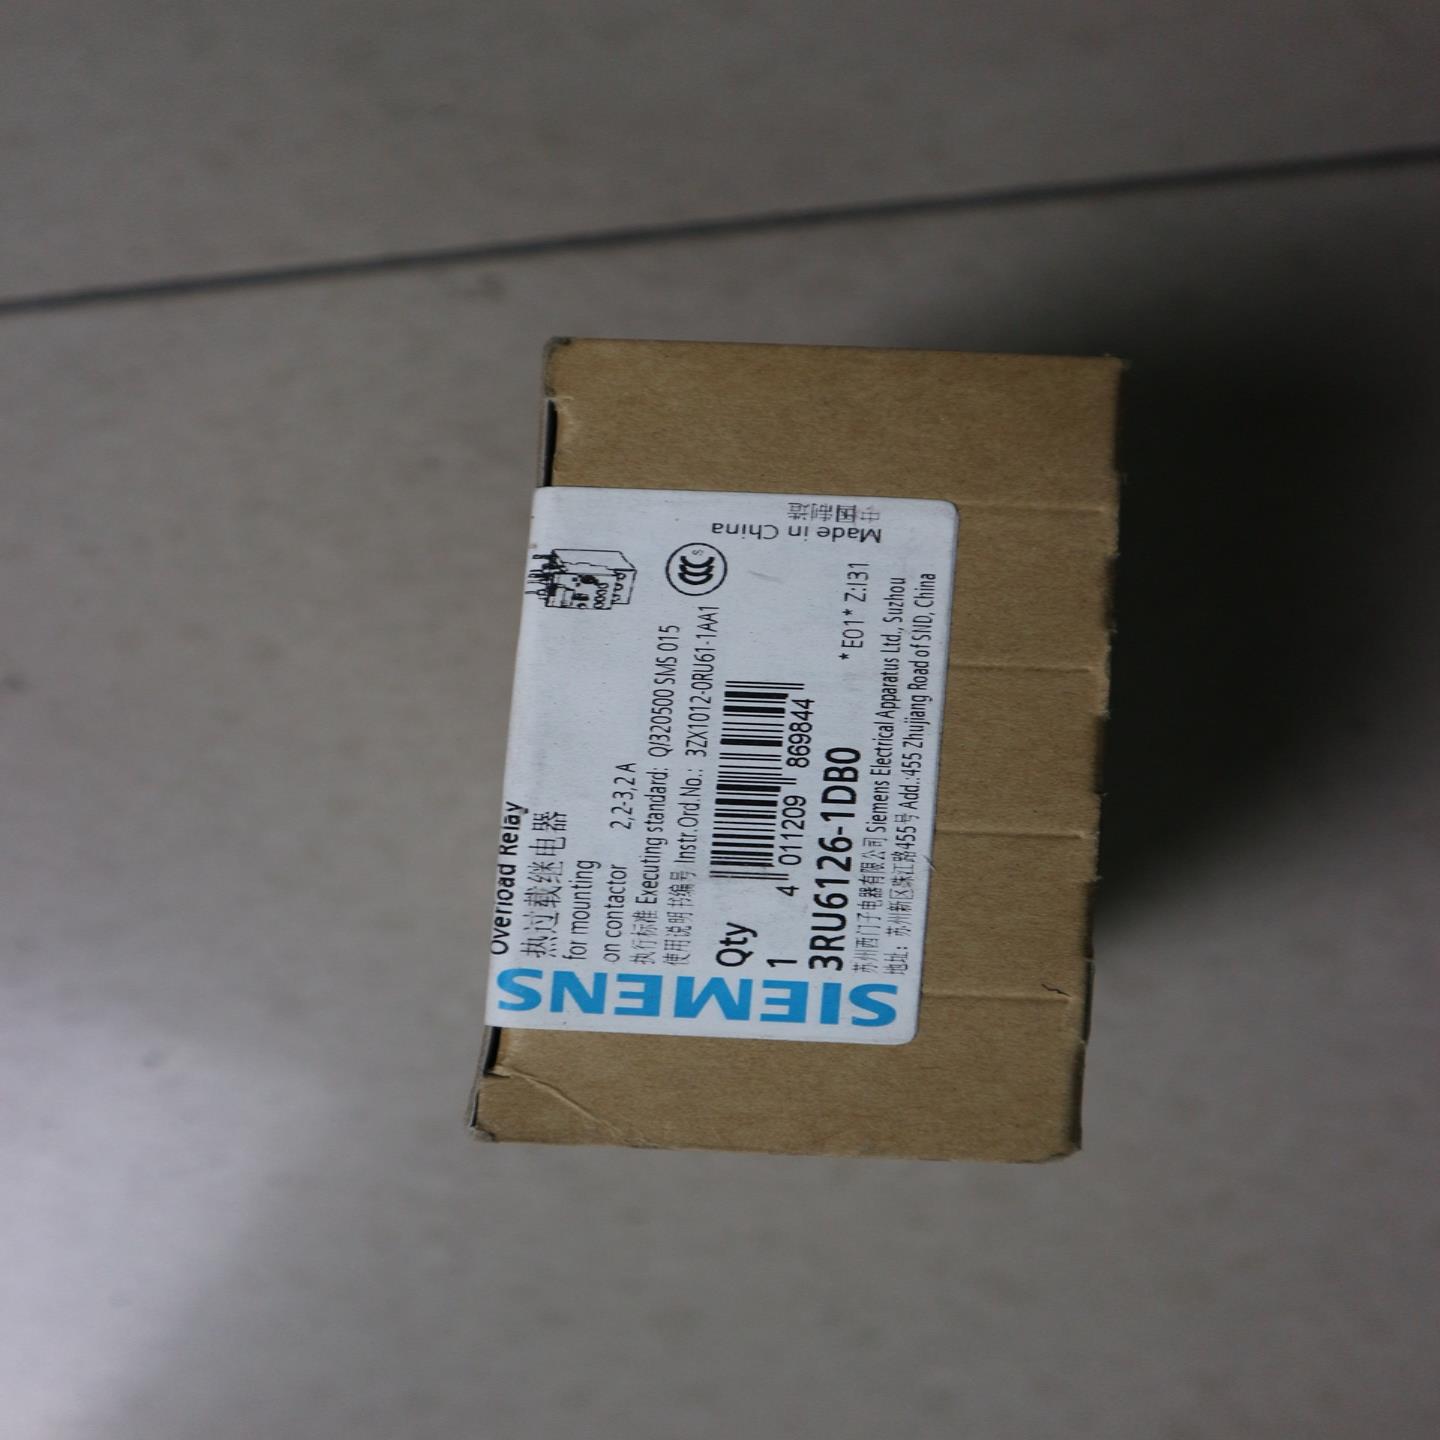 SIEMENS
Overload Relay
热过载继电器
for mounting
on contactor 2,2-3,2 A
执行标准 Executing standard: Q/320500 SMS 015
使用说明书编号 Instr.Ord.No.: 3ZX1012-0RU61-1AA1
CCC S
Qty
1
4 011209 869844
3RU6126-1DB0
*E01* Z:I31
苏州西门子电器有限公司 Siemens Electrical Apparatus Ltd., Suzhou
地址: 苏州新区珠江路455号 Add.:455 Zhujiang Road of SND, China
Made in China
中国制造